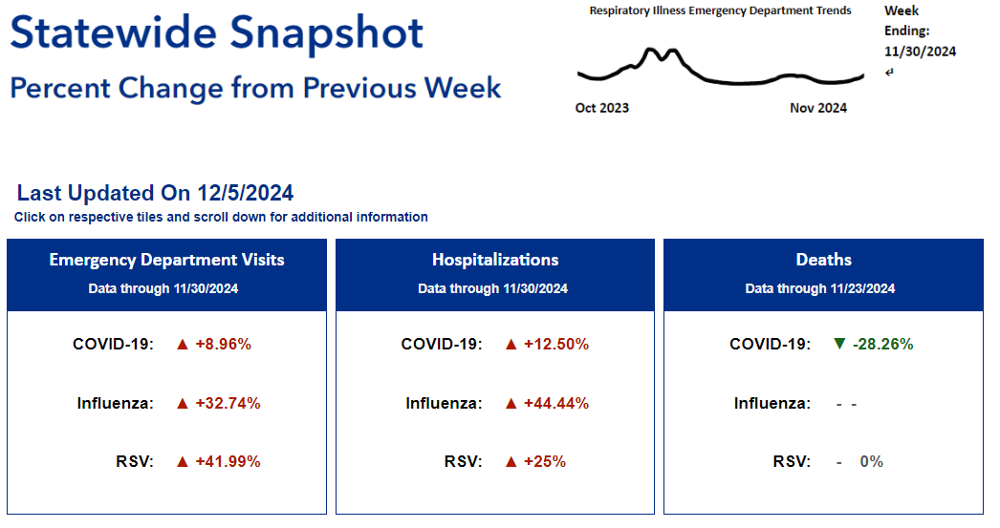 Statewide Snapshot
Percent Change from Previous Week
Respiratory Illness Emergency Department Trends
Oct 2023
Nov 2024
Week
Ending:
11/30/2024
↵
Last Updated On 12/5/2024
Click on respective tiles and scroll down for additional information
Emergency Department Visits
Data through 11/30/2024
COVID-19: ▲ +8.96%
Influenza: ▲ +32.74%
RSV: ▲ +41.99%
Hospitalizations
Data through 11/30/2024
COVID-19: ▲ +12.50%
Influenza: ▲ +44.44%
RSV: ▲ +25%
Deaths
Data through 11/23/2024
COVID-19: ▼ -28.26%
Influenza: - -
RSV: - 0%